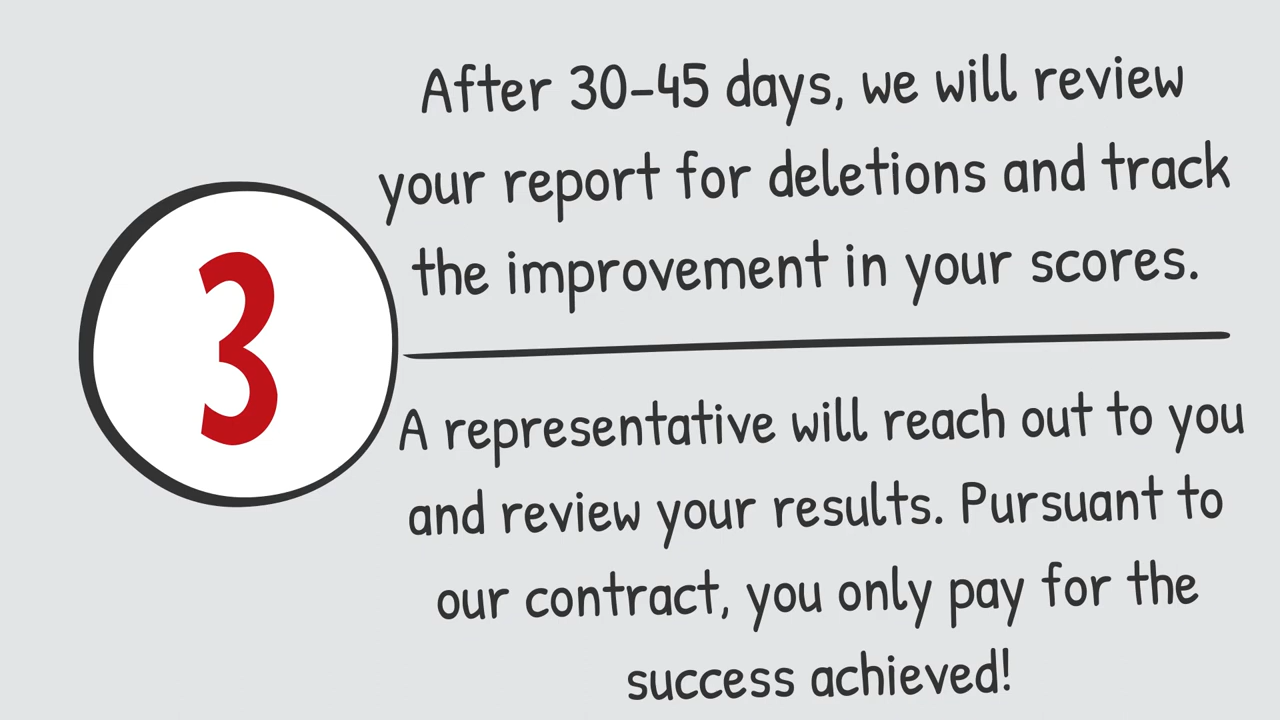 3
After 30-45 days, we will review
your report for deletions and track
the improvement in your scores.
A representative will reach out to you
and review your results. Pursuant to
our contract, you only pay for the
success achieved!